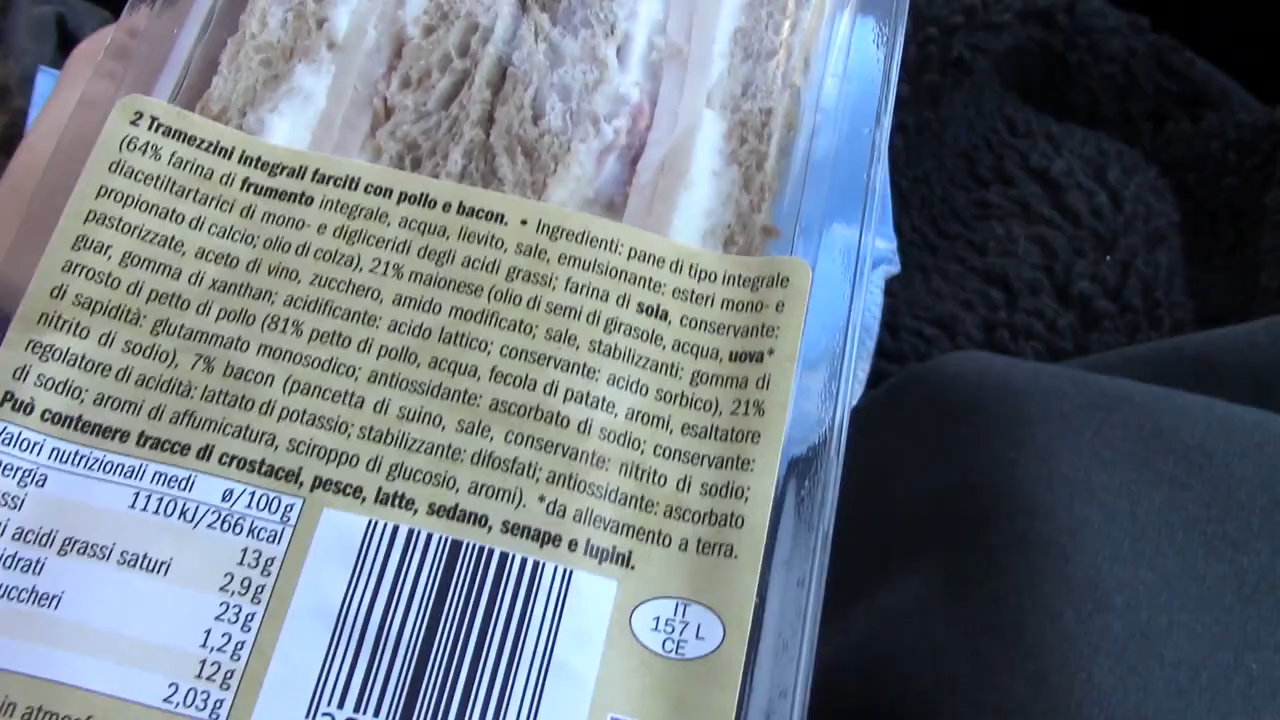 2 Tramezzini integrali farciti con pollo e bacon. • Ingredienti: pane di tipo integrale
(64% farina di frumento integrale, acqua, lievito, sale, emulsionante: esteri mono- e
diacetiltartarici di mono- e digliceridi degli acidi grassi; farina di soia, conservante:
propionato di calcio; olio di colza), 21% maionese (olio di semi di girasole, acqua, uova*
pastorizzate, aceto di vino, zucchero, amido modificato; sale, stabilizzanti: gomma di
guar, gomma di xanthan; acidificante: acido lattico; conservante: acido sorbico), 21%
arrosto di petto di pollo (81% petto di pollo, acqua, fecola di patate, aromi, esaltatore
di sapidità: glutammato monosodico; antiossidante: ascorbato di sodio; conservante:
nitrito di sodio), 7% bacon (pancetta di suino, sale, conservante: nitrito di sodio;
regolatore di acidità: lattato di potassio; stabilizzante: difosfati; antiossidante: ascorbato
di sodio; aromi di affumicatura, sciroppo di glucosio, aromi). *da allevamento a terra.
Può contenere tracce di crostacei, pesce, latte, sedano, senape e lupini.
alori nutrizionali medi ø/100g
ergia 1110kJ/266kcal
ssi 13g
i acidi grassi saturi 2,9g
idrati 23g
uccheri 1,2g
12g
2,03g
in atmosf
IT
157 L
CE